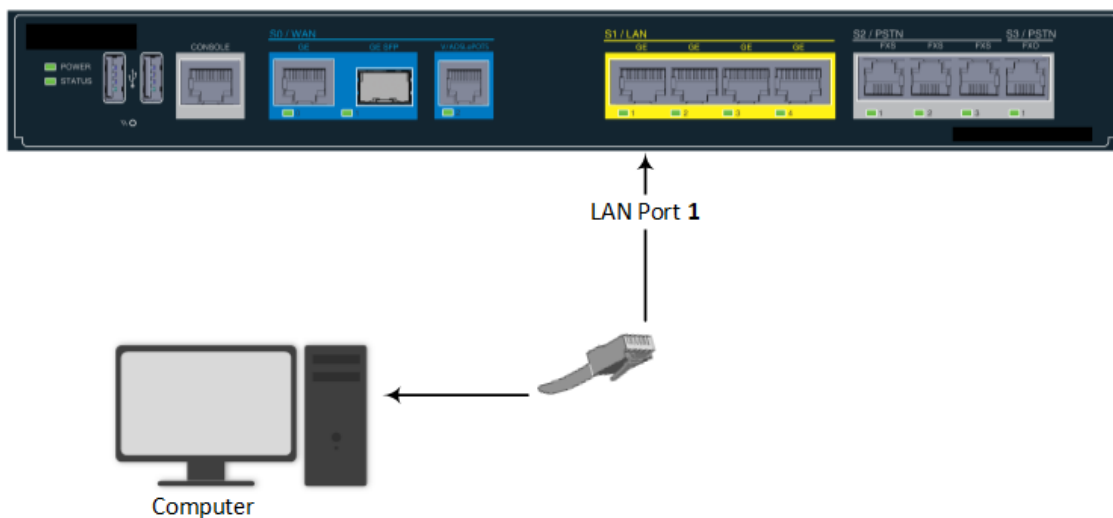 S0 / WAN
S1 / LAN
S2 / PSTN
S3 / PSTN
CONSOLE
GE
GE SFP
V/ADSLoPOTS
GE
GE
GE
GE
FXS
FXS
FXS
FXO
POWER
STATUS
1
2
3
4
1
2
3
1
LAN Port 1
Computer